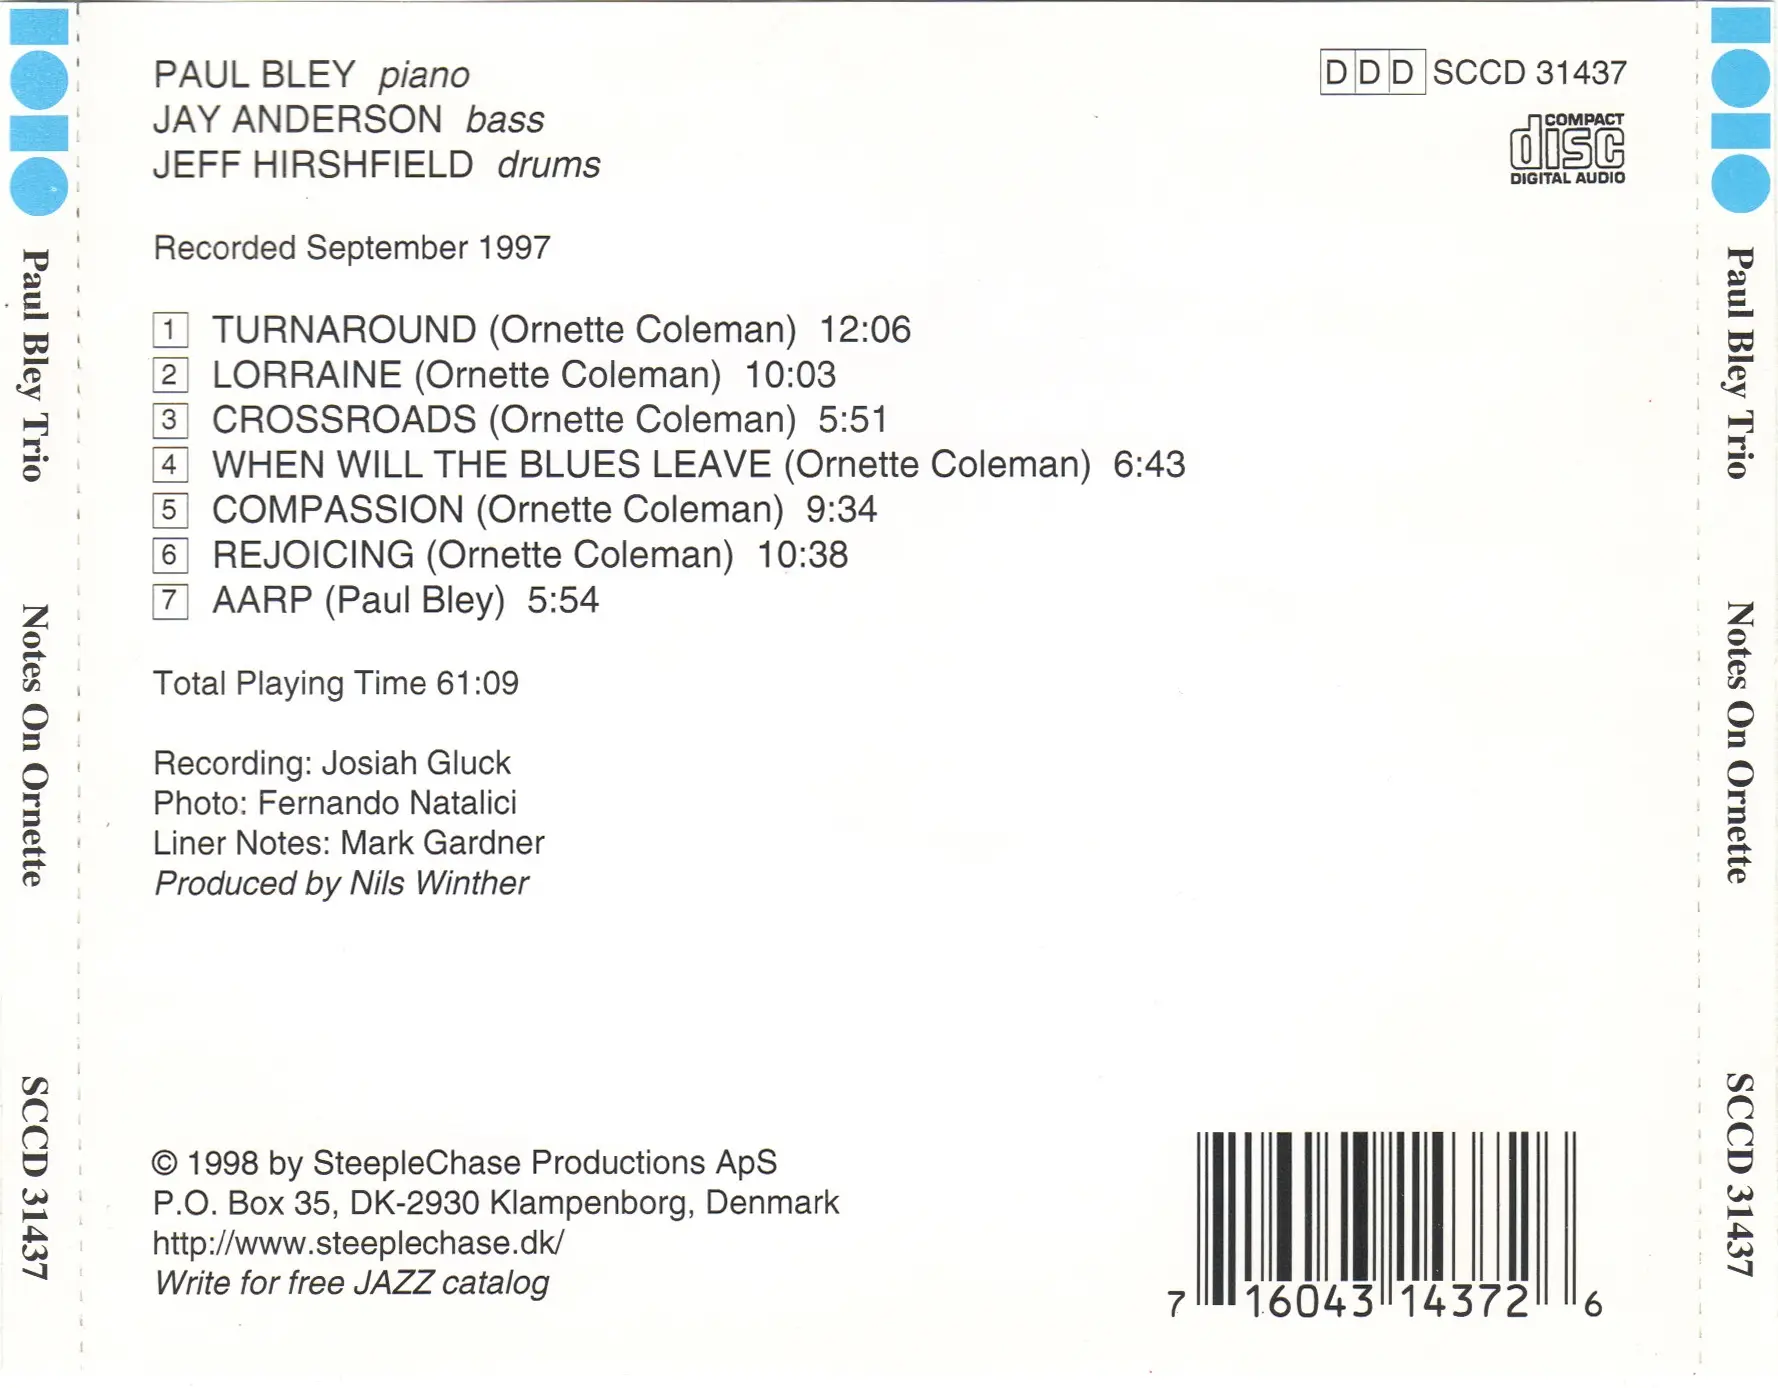 PAUL BLEY piano
JAY ANDERSON bass
JEFF HIRSHFIELD drums
DDD SCCD 31437
COMPACT
disc
DIGITAL AUDIO
Recorded September 1997
1 TURNAROUND (Ornette Coleman) 12:06
2 LORRAINE (Ornette Coleman) 10:03
3 CROSSROADS (Ornette Coleman) 5:51
4 WHEN WILL THE BLUES LEAVE (Ornette Coleman) 6:43
5 COMPASSION (Ornette Coleman) 9:34
6 REJOICING (Ornette Coleman) 10:38
7 AARP (Paul Bley) 5:54
Total Playing Time 61:09
Recording: Josiah Gluck
Photo: Fernando Natalici
Liner Notes: Mark Gardner
Produced by Nils Winther
© 1998 by SteepleChase Productions ApS
P.O. Box 35, DK-2930 Klampenborg, Denmark
http://www.steeplechase.dk/
Write for free JAZZ catalog
7 16043 14372 6
Paul Bley Trio Notes On Ornette SCCD 31437
Paul Bley Trio Notes On Ornette SCCD 31437